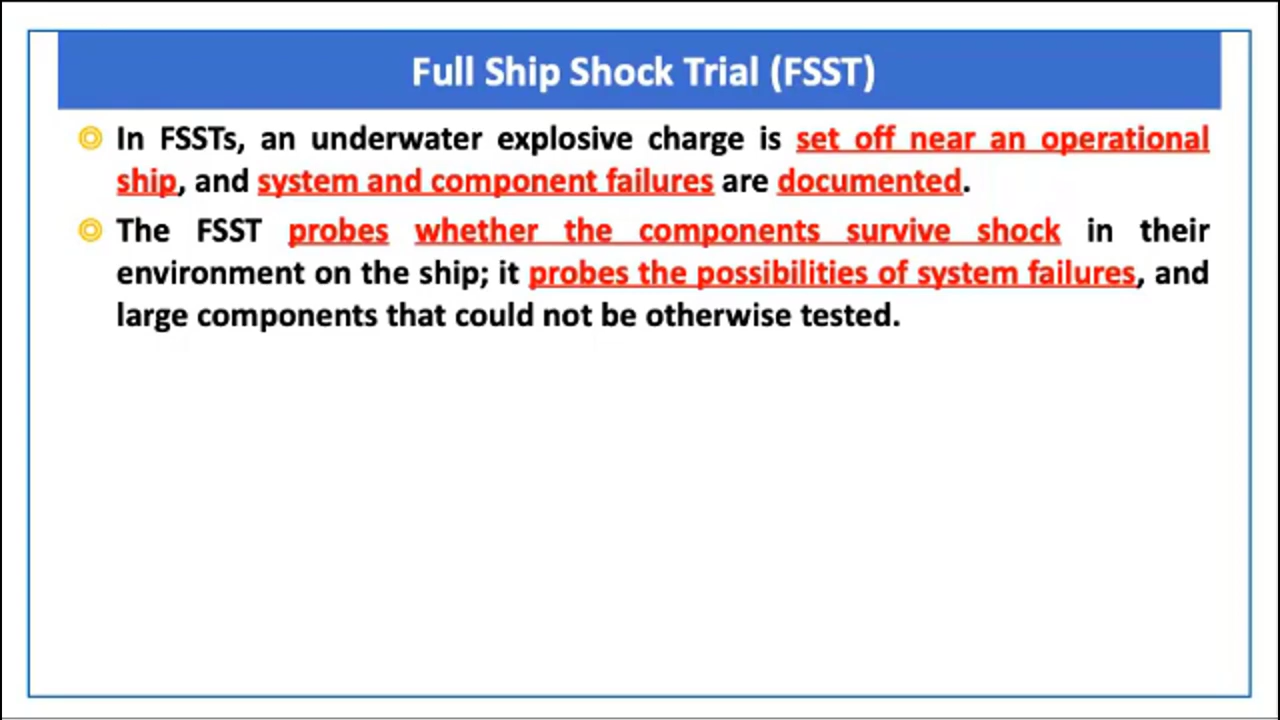 Full Ship Shock Trial (FSST)
In FSSTs, an underwater explosive charge is set off near an operational
ship, and system and component failures are documented.
The FSST probes whether the components survive shock in their
environment on the ship; it probes the possibilities of system failures, and
large components that could not be otherwise tested.